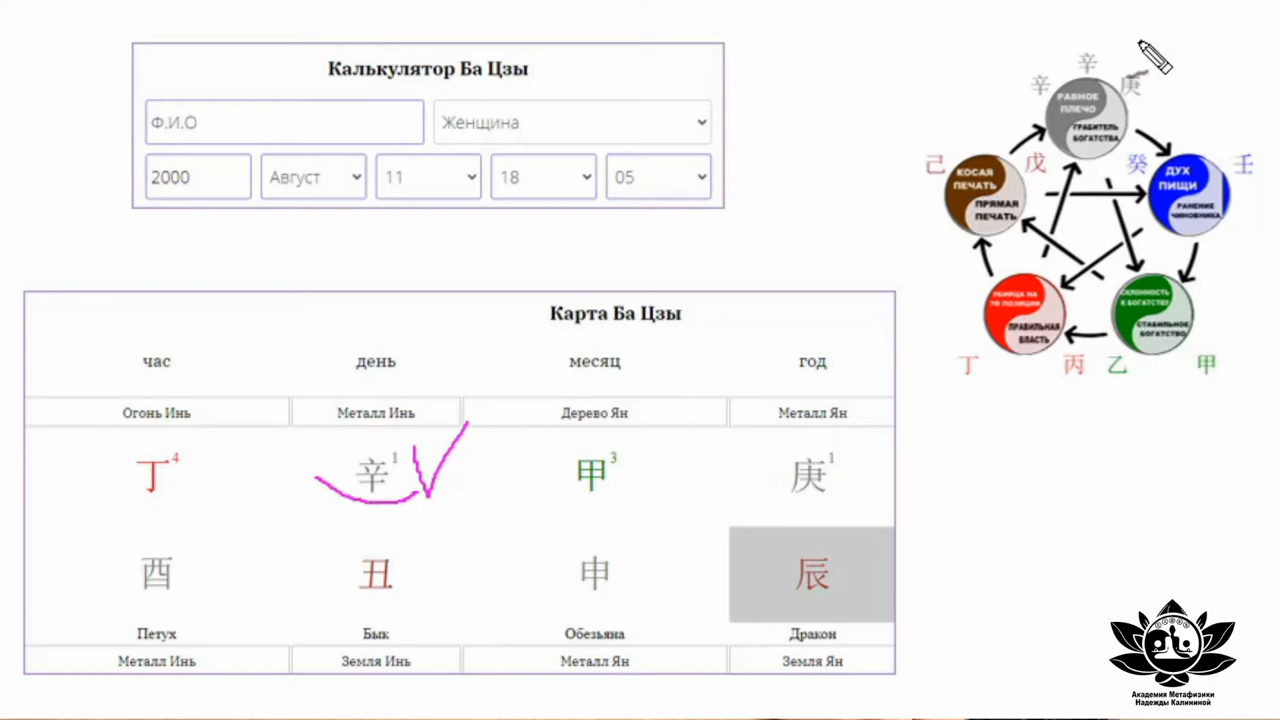 Калькулятор Ба Цзы
Ф.И.О
Женщина
2000
Август
11
18
05
辛
辛
庚
РАВНОЕ
ПЛЕЧО
ГРАБИТЕЛЬ
БОГАТСТВА
己
戊
КОСАЯ
ПЕЧАТЬ
ПРЯМАЯ
ПЕЧАТЬ
癸
壬
ДУХ
ПИЩИ
РАНЕНИЕ
ЧИНОВНИКА
УБИЙЦА НА
7Й ПОЗИЦИИ
ПРАВИЛЬНАЯ
ВЛАСТЬ
СКЛОННОСТЬ
К БОГАТСТВУ
СТАБИЛЬНОЕ
БОГАТСТВО
丁
丙
乙
甲
Карта Ба Цзы
час день месяц год
Огонь Инь Металл Инь Дерево Ян Металл Ян
丁4 辛1 甲3 庚1
酉 丑 申 辰
Петух Бык Обезьяна Дракон
Металл Инь Земля Инь Металл Ян Земля Ян
Академия Метафизики
Надежды Калининой